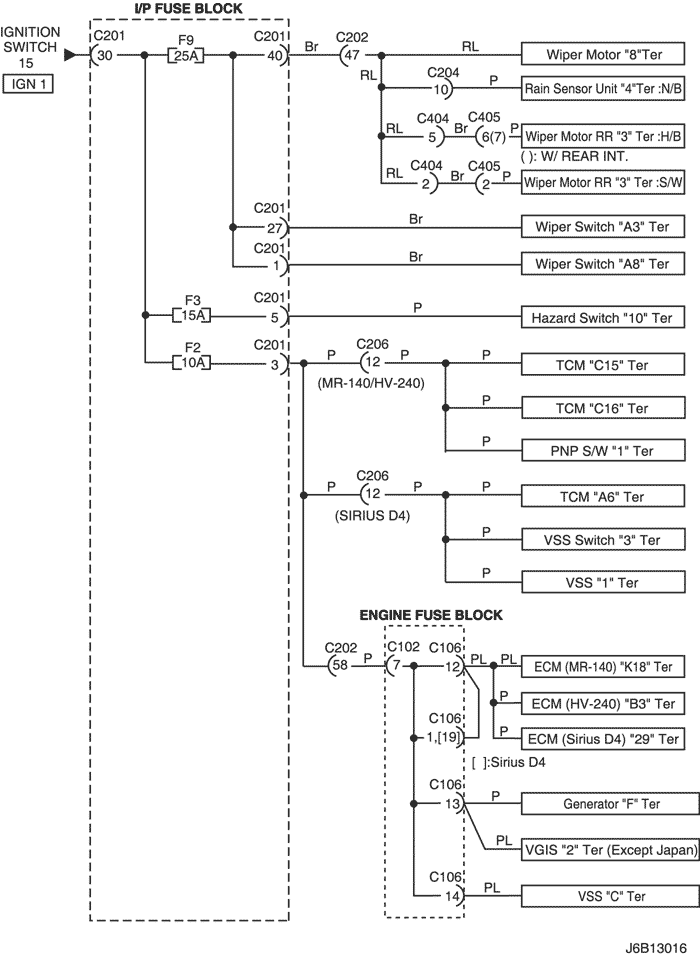 I/P FUSE BLOCK
IGNITION
SWITCH
15
IGN 1
C201
30
F9
25A
C201
40
Br
C202
47
RL
Wiper Motor "8"Ter
RL
C204
10
P
Rain Sensor Unit "4"Ter :N/B
RL
C404
5
Br
C405
6(7)
P
Wiper Motor RR "3" Ter :H/B
( ): W/ REAR INT.
RL
C404
2
Br
C405
2
P
Wiper Motor RR "3" Ter :S/W
C201
27
Br
Wiper Switch "A3" Ter
C201
1
Br
Wiper Switch "A8" Ter
F3
15A
C201
5
P
Hazard Switch "10" Ter
F2
10A
C201
3
P
C206
12
P
(MR-140/HV-240)
P
TCM "C15" Ter
P
TCM "C16" Ter
P
PNP S/W "1" Ter
P
C206
12
P
(SIRIUS D4)
P
TCM "A6" Ter
P
VSS Switch "3" Ter
P
VSS "1" Ter
ENGINE FUSE BLOCK
C202
58
P
C102
7
C106
12
PL
PL
ECM (MR-140) "K18" Ter
P
ECM (HV-240) "B3" Ter
C106
1,[19]
P
ECM (Sirius D4) "29" Ter
[ ]:Sirius D4
C106
13
P
Generator "F" Ter
PL
VGIS "2" Ter (Except Japan)
C106
14
PL
VSS "C" Ter
J6B13016